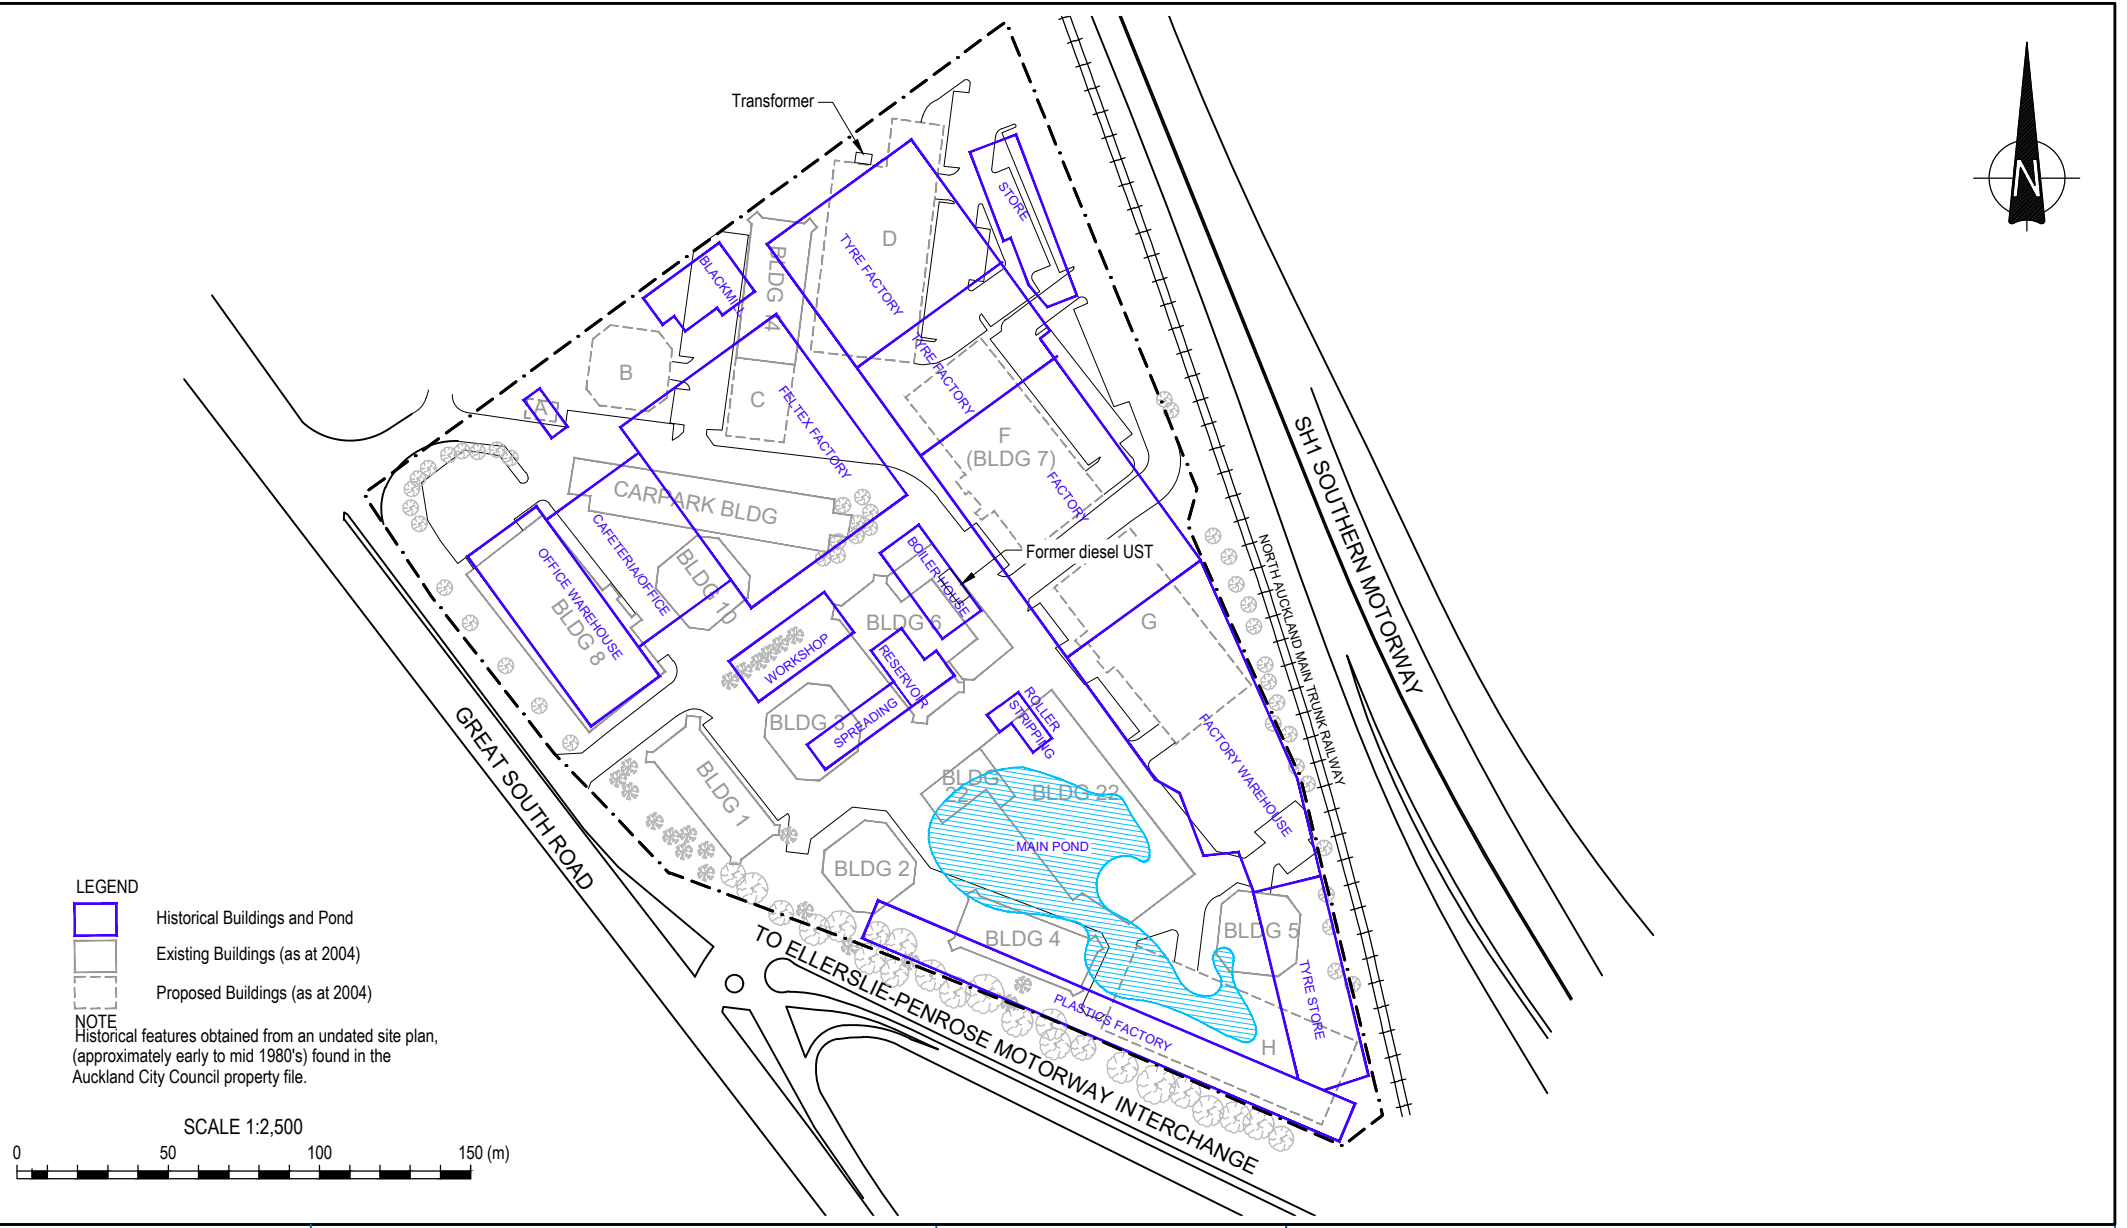 Transformer
N
STORE
D
TYRE FACTORY
BLACKMILL
BLDG 14
B
C
A
TYRE FACTORY
FELTEX FACTORY
F
(BLDG 7)
FACTORY
CARPARK BLDG
CAFETERIA/OFFICE
OFFICE WAREHOUSE
BLDG 8
BLDG 10
BOILER HOUSE
Former diesel UST
BLDG 6
G
WORKSHOP
RESERVOIR
SPREADING
BLDG 3
ROLLER
STRIPPING
FACTORY WAREHOUSE
SH1 SOUTHERN MOTORWAY
NORTH AUCKLAND MAIN TRUNK RAILWAY
GREAT SOUTH ROAD
BLDG 1
BLDG
22
BLDG 22
MAIN POND
BLDG 2
BLDG 4
BLDG 5
TYRE STORE
PLASTICS FACTORY
H
TO ELLERSLIE-PENROSE MOTORWAY INTERCHANGE
LEGEND
Historical Buildings and Pond
Existing Buildings (as at 2004)
Proposed Buildings (as at 2004)
NOTE
Historical features obtained from an undated site plan,
(approximately early to mid 1980's) found in the
Auckland City Council property file.
SCALE 1:2,500
0 50 100 150 (m)